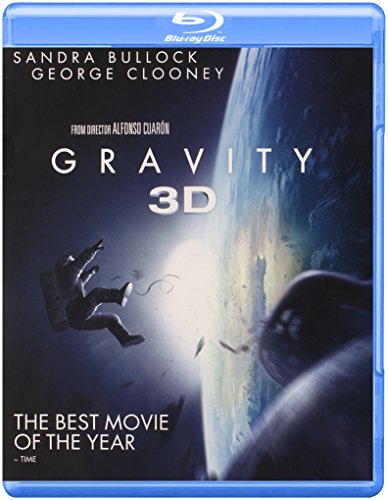 Blu-ray Disc
SANDRA BULLOCK
GEORGE CLOONEY
FROM DIRECTOR ALFONSO CUARÓN
GRAVITY
3D
THE BEST MOVIE
OF THE YEAR
– TIME